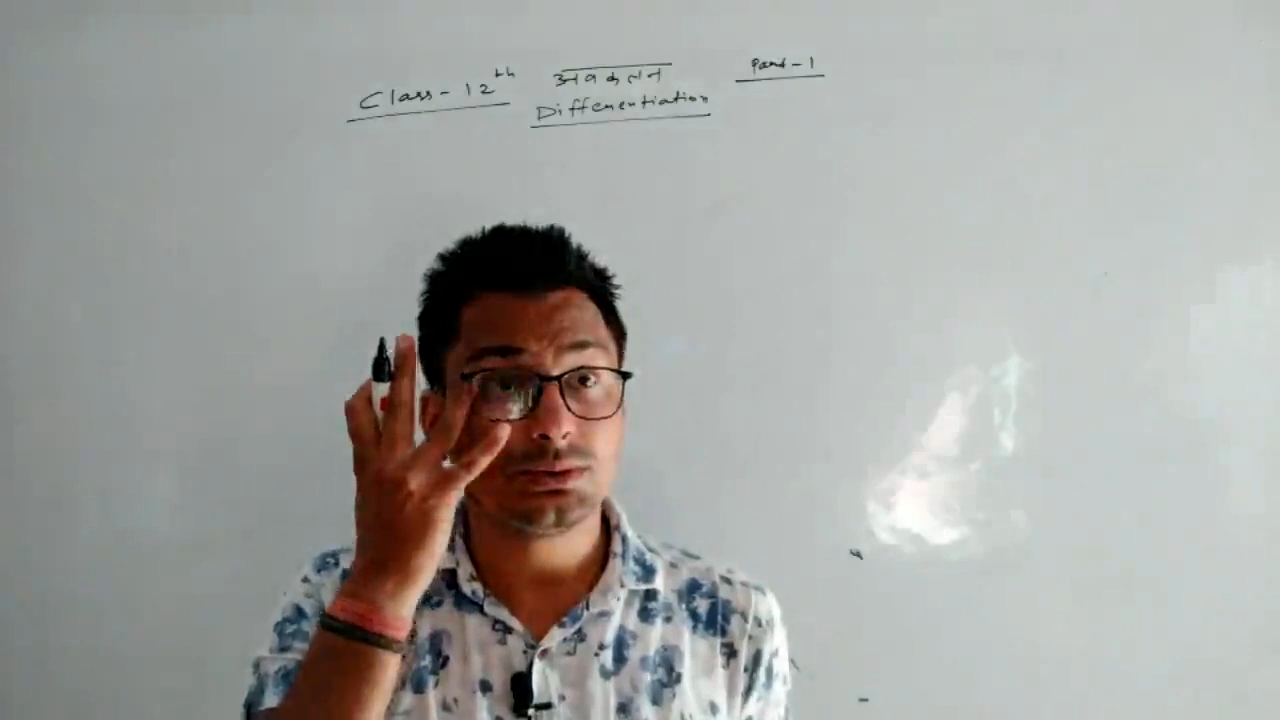 Class-12th
अवकलन
Differentiation
Part-1